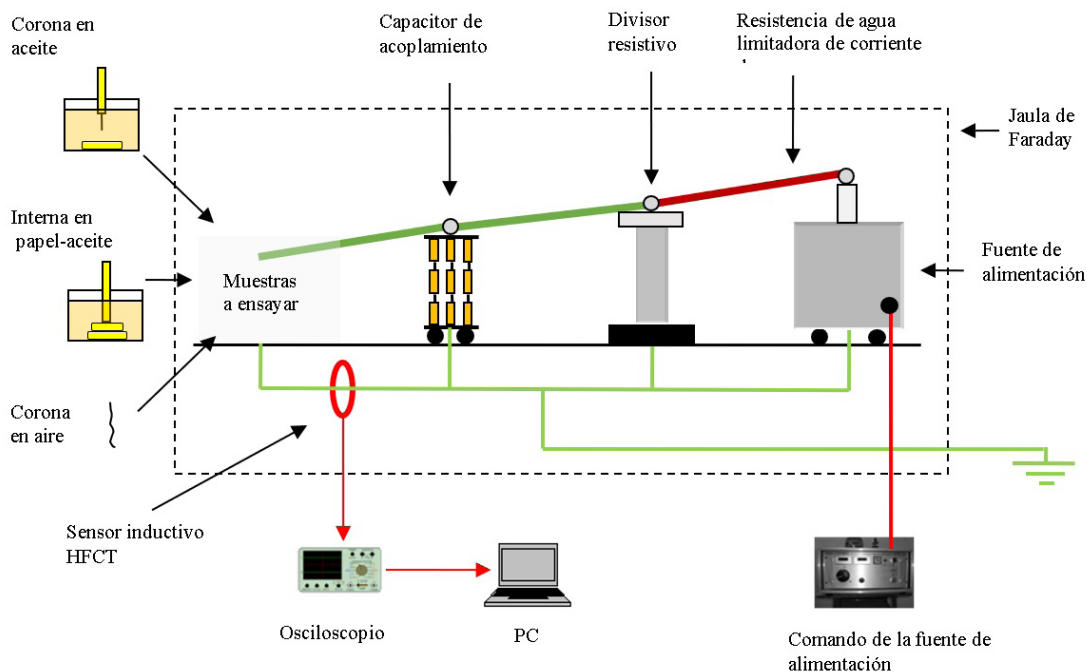 Corona en
aceite
Capacitor de
acoplamiento
Divisor
resistivo
Resistencia de agua
limitadora de corriente
Jaula de
Faraday
Interna en
papel-aceite
Muestras
a ensayar
Fuente de
alimentación
Corona
en aire
Sensor inductivo
HFCT
Osciloscopio
PC
Comando de la fuente de
alimentación